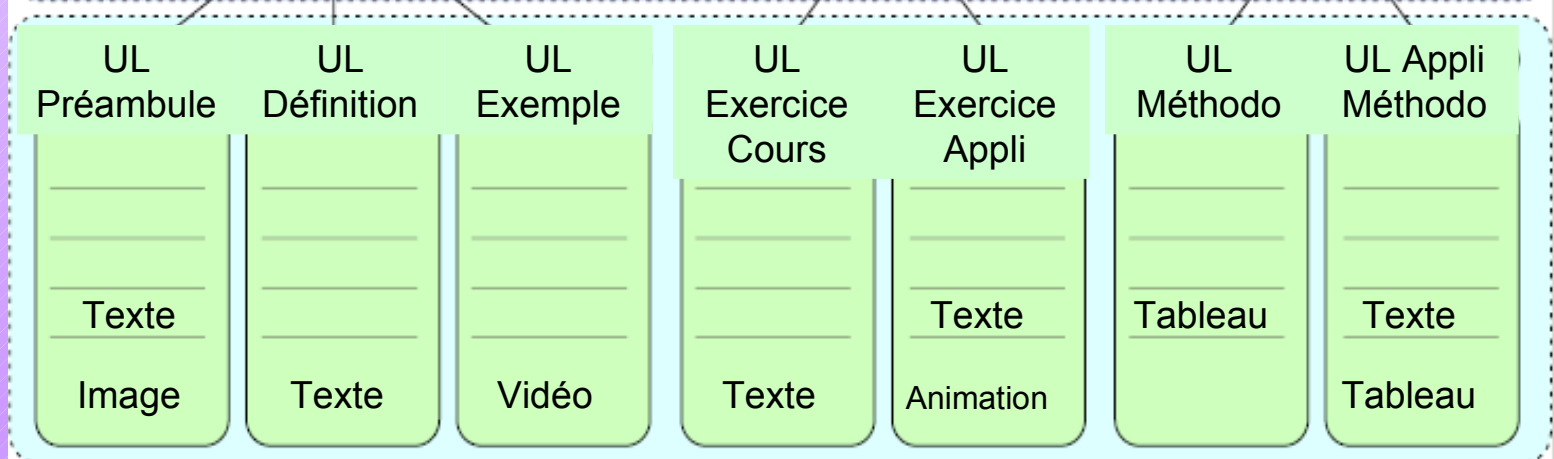 UL
Préambule
UL
Définition
UL
Exemple
UL
Exercice
Cours
UL
Exercice
Appli
UL
Méthodo
UL Appli
Méthodo
Texte
Image
Texte
Vidéo
Texte
Texte
Animation
Tableau
Texte
Tableau